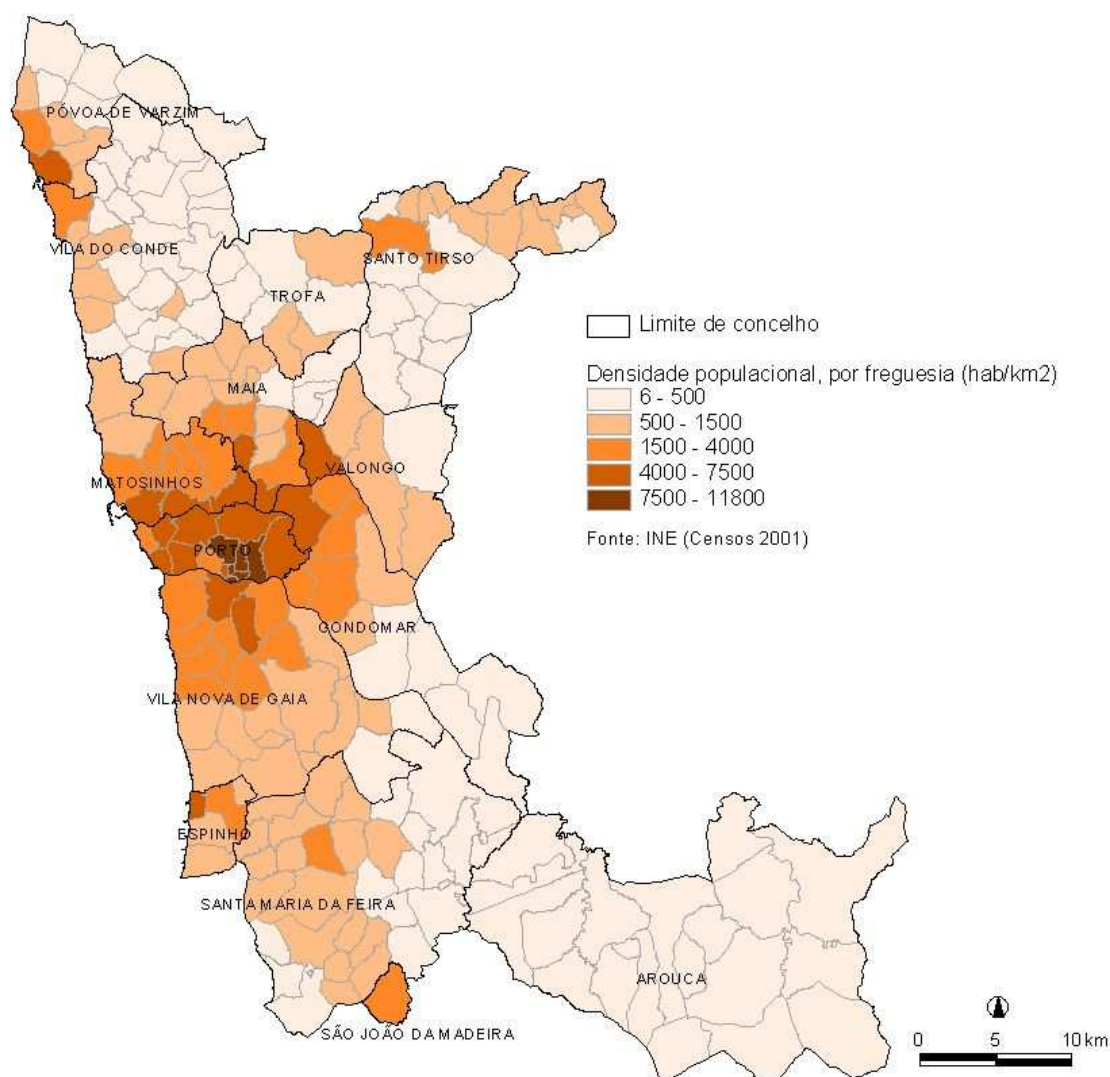 PÓVOA DE VARZIM
VILA DO CONDE
SANTO TIRSO
TROFA
Limite de concelho
Densidade populacional, por freguesia (hab/km2)
6 - 500
500 - 1500
1500 - 4000
4000 - 7500
7500 - 11800
Fonte: INE (Censos 2001)
MAIA
VALONGO
MATOSINHOS
PORTO
GONDOMAR
VILA NOVA DE GAIA
ESPINHO
SANTA MARIA DA FEIRA
AROUCA
SÃO JOÃO DA MADEIRA
0 5 10 km